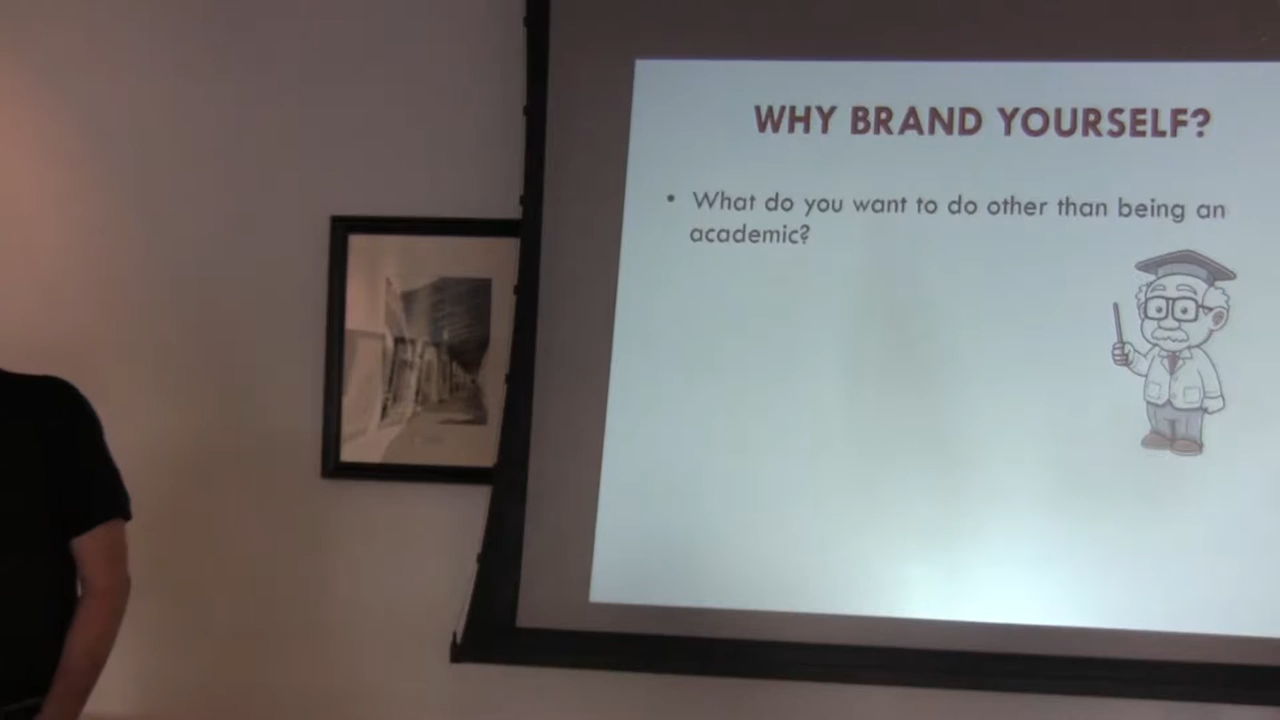 WHY BRAND YOURSELF?
• What do you want to do other than being an
academic?